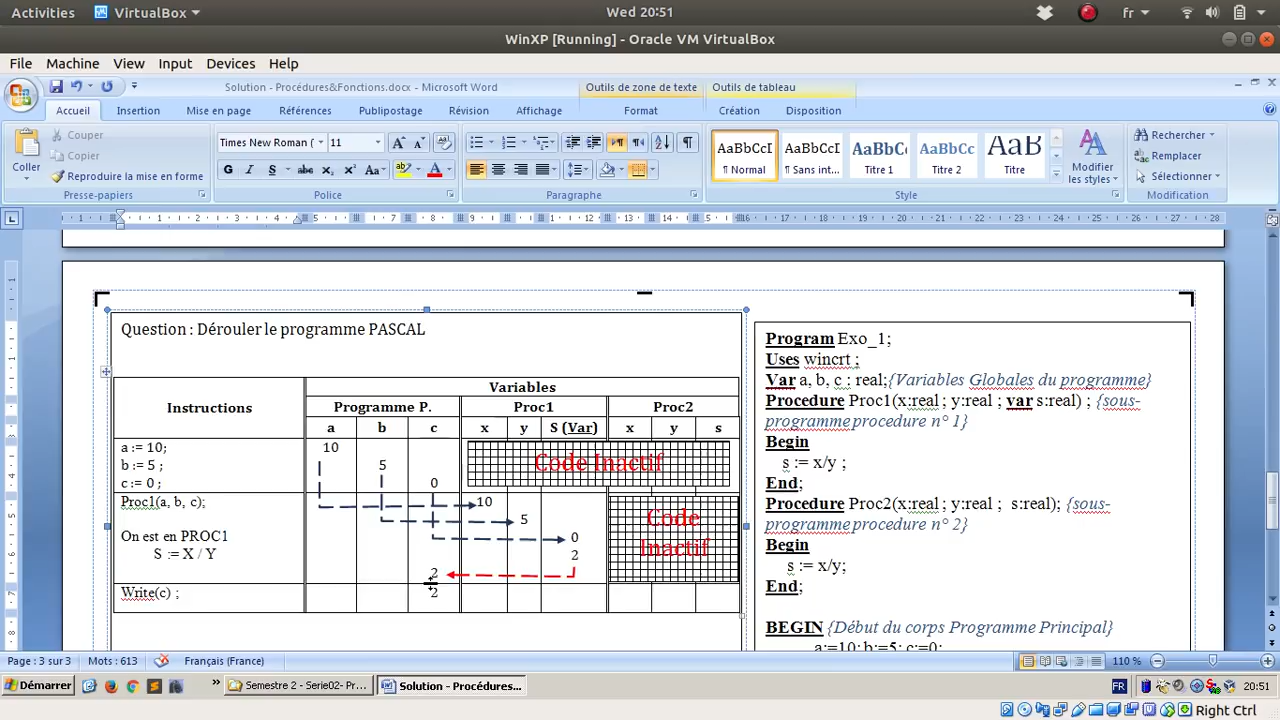 Activities VirtualBox Wed 20:51 fr
WinXP [Running] - Oracle VM VirtualBox
File Machine View Input Devices Help
Solution - Procédures&Fonctions.docx - Microsoft Word Outils de zone de texte Outils de tableau
Accueil Insertion Mise en page Références Publipostage Révision Affichage Format Création Disposition
Coller
Couper
Copier
Reproduire la mise en forme
Presse-papiers
Times New Roman ( 11
G I S abc x₂ x² Aa ab A
Police
Paragraphe
AaBbCcI AaBbCcI AaBbCc AaBbCc AaB
¶ Normal ¶ Sans int... Titre 1 Titre 2 Titre
Modifier les styles
Style
Rechercher
Remplacer
Sélectionner
Modification
Question : Dérouler le programme PASCAL
Instructions Variables
Programme P. Proc1 Proc2
a b c x y S (Var) x y s
a := 10; 10
b := 5 ; 5
c := 0 ; 0
Code Inactif
Proc1(a, b, c); 10
5
On est en PROC1 0
S := X / Y 2
2
Code
Inactif
Write(c) ; 2
Program Exo_1;
Uses wincrt ;
Var a, b, c : real;{Variables Globales du programme}
Procedure Proc1(x:real ; y:real ; var s:real) ; {sous-
programme procedure n° 1}
Begin
s := x/y ;
End;
Procedure Proc2(x:real ; y:real ; s:real); {sous-
programme procedure n° 2}
Begin
s := x/y;
End;
BEGIN {Début du corps Programme Principal}
a:=10; b:=5; c:=0;
Page : 3 sur 3 Mots : 613 Français (France) 110 %
Démarrer Semestre 2 - Serie02- Pr... Solution - Procédures... FR 20:51
Right Ctrl